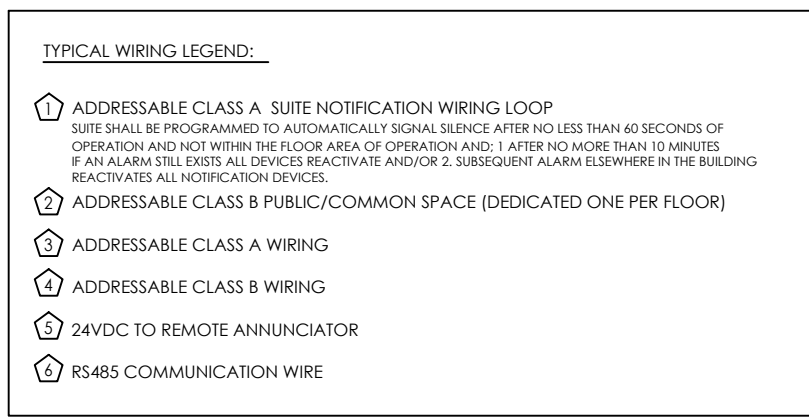 TYPICAL WIRING LEGEND:
1 ADDRESSABLE CLASS A SUITE NOTIFICATION WIRING LOOP
SUITE SHALL BE PROGRAMMED TO AUTOMATICALLY SIGNAL SILENCE AFTER NO LESS THAN 60 SECONDS OF
OPERATION AND NOT WITHIN THE FLOOR AREA OF OPERATION AND; 1 AFTER NO MORE THAN 10 MINUTES
IF AN ALARM STILL EXISTS ALL DEVICES REACTIVATE AND/OR 2. SUBSEQUENT ALARM ELSEWHERE IN THE BUILDING
REACTIVATES ALL NOTIFICATION DEVICES.
2 ADDRESSABLE CLASS B PUBLIC/COMMON SPACE (DEDICATED ONE PER FLOOR)
3 ADDRESSABLE CLASS A WIRING
4 ADDRESSABLE CLASS B WIRING
5 24VDC TO REMOTE ANNUNCIATOR
6 RS485 COMMUNICATION WIRE